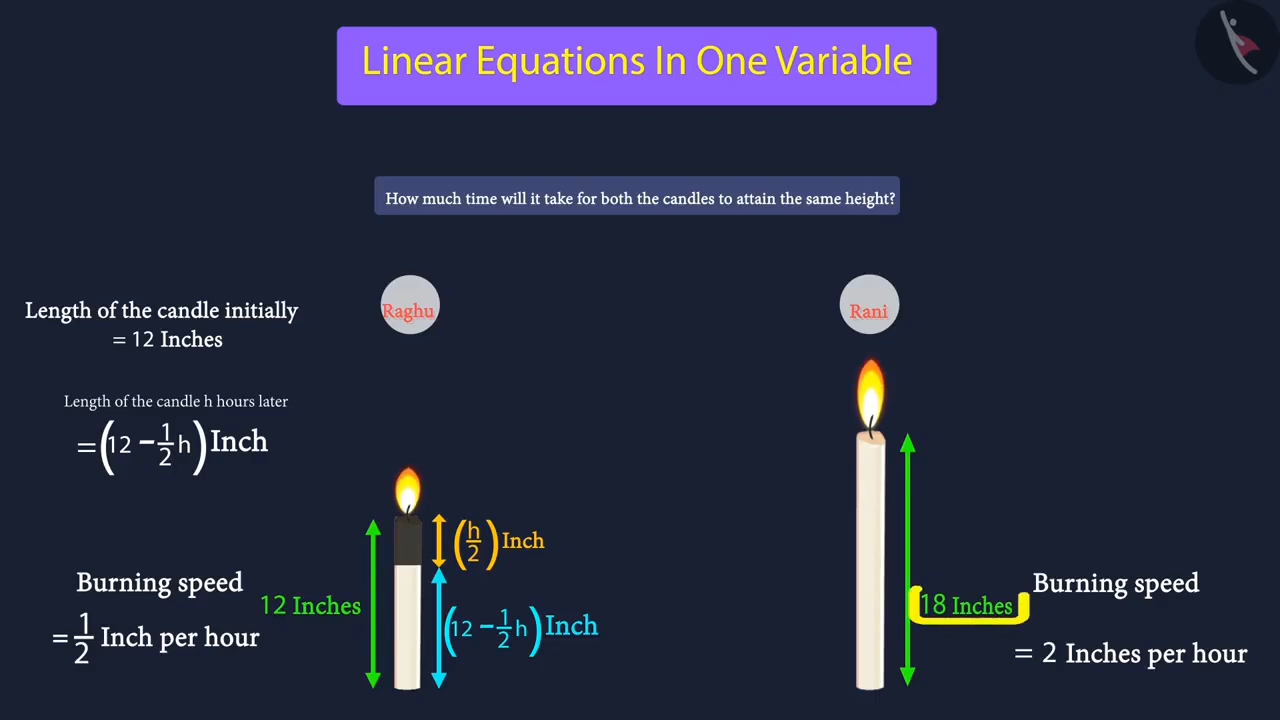 Linear Equations In One Variable
How much time will it take for both the candles to attain the same height?
Raghu
Rani
Length of the candle initially
= 12 Inches
Length of the candle h hours later
=(12 − 1/2 h) Inch
Burning speed
= 1/2 Inch per hour
12 Inches
(h/2) Inch
(12 − 1/2 h) Inch
18 Inches
Burning speed
= 2 Inches per hour